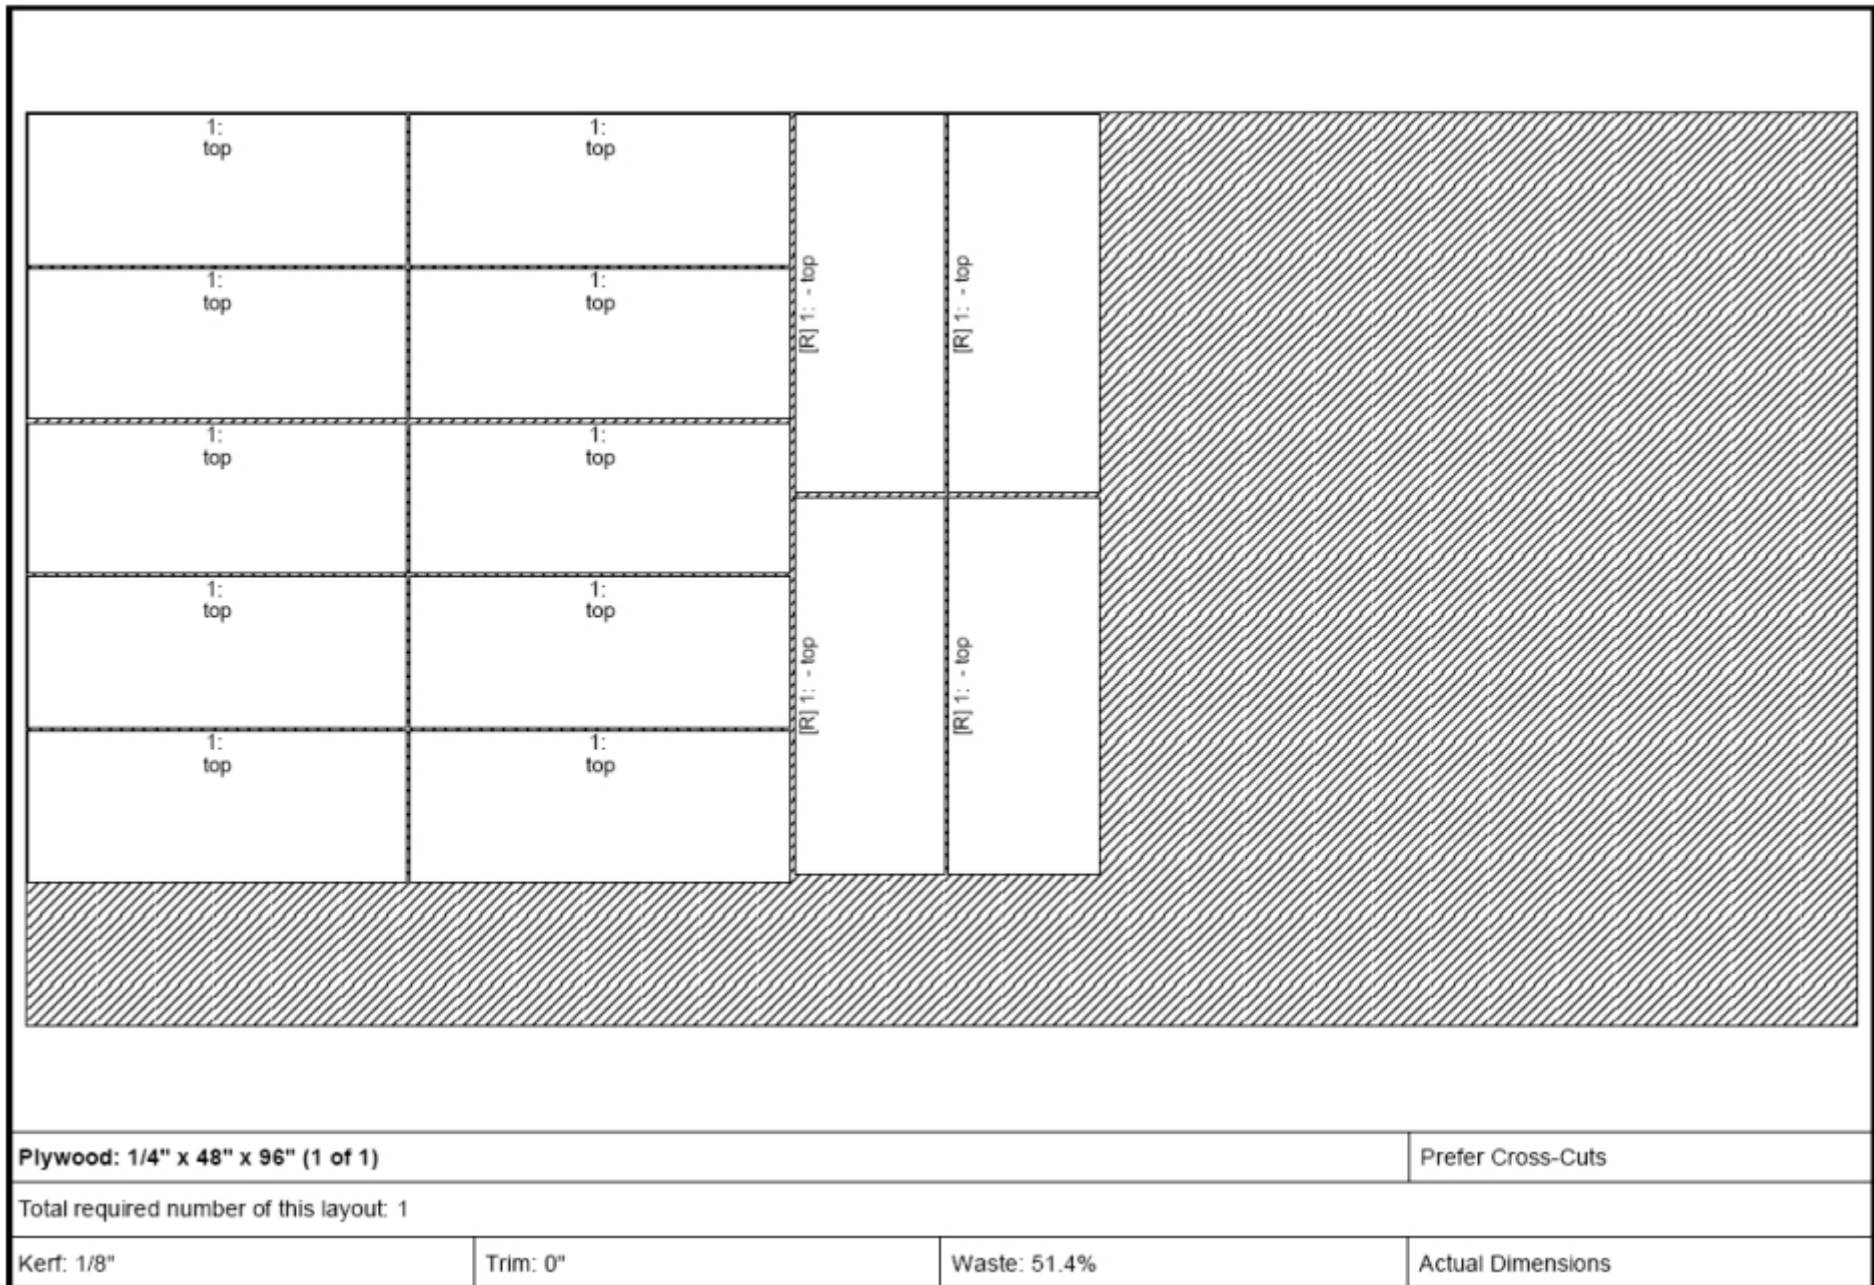 1:
top
1:
top
1:
top
1:
top
1:
top
1:
top
1:
top
1:
top
1:
top
1:
top
[R] 1: - top
[R] 1: - top
[R] 1: - top
[R] 1: - top
Plywood: 1/4" x 48" x 96" (1 of 1)
Prefer Cross-Cuts
Total required number of this layout: 1
Kerf: 1/8"
Trim: 0"
Waste: 51.4%
Actual Dimensions